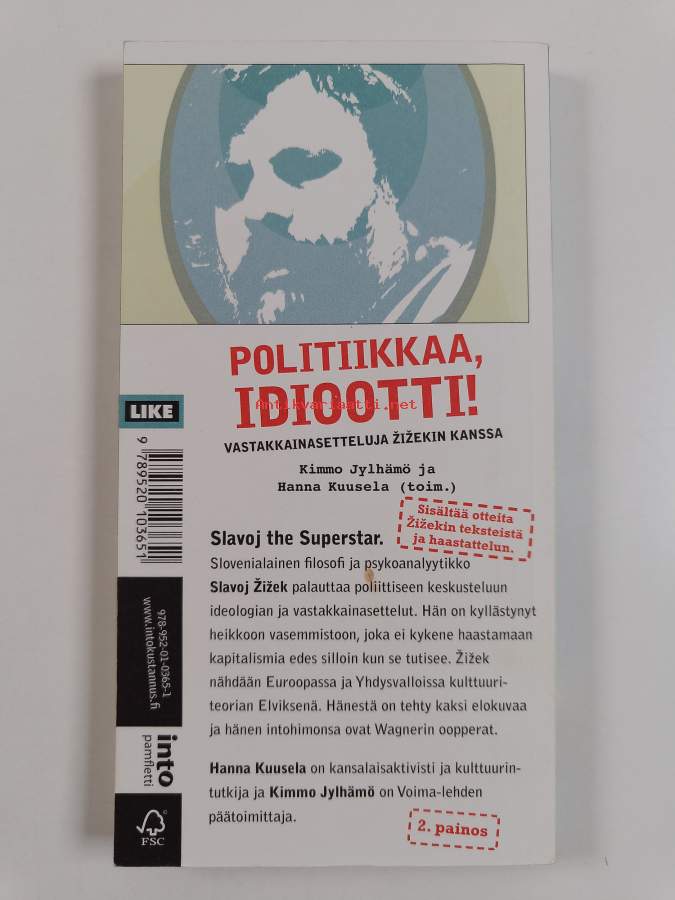 POLITIIKKAA,
IDIOOTTI!
Antikvariaatti.net
VASTAKKAINASETTELUJA ŽIŽEKIN KANSSA
Kimmo Jylhämö ja
Hanna Kuusela (toim.)
Sisältää otteita
Žižekin teksteistä
ja haastattelun.
Slavoj the Superstar.
Slovenialainen filosofi ja psykoanalyytikko
Slavoj Žižek palauttaa poliittiseen keskusteluun
ideologian ja vastakkainasettelut. Hän on kyllästynyt
heikkoon vasemmistoon, joka ei kykene haastamaan
kapitalismia edes silloin kun se tutisee. Žižek
nähdään Euroopassa ja Yhdysvalloissa kulttuuri-
teorian Elviksenä. Hänestä on tehty kaksi elokuvaa
ja hänen intohimonsa ovat Wagnerin oopperat.
Hanna Kuusela on kansalaisaktivisti ja kulttuurin-
tutkija ja Kimmo Jylhämö on Voima-lehden
päätoimittaja.
2. painos
LIKE
9 789520 103651
978-952-01-0365-1
www.intokustannus.fi
into
pamfletti
FSC